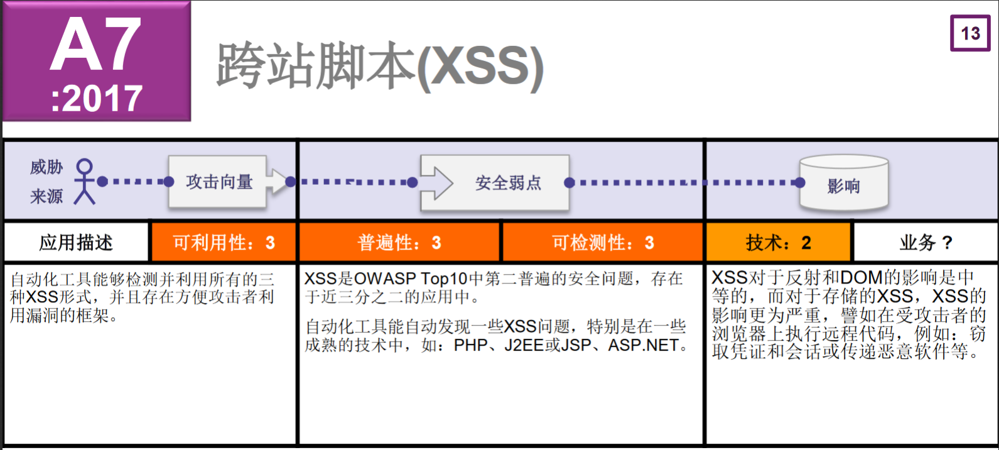 A7
:2017
跨站脚本(XSS)
13
威胁
来源
攻击向量
安全弱点
影响
应用描述
可利用性：3
普遍性：3
可检测性：3
技术：2
业务？
自动化工具能够检测并利用所有的三
种XSS形式，并且存在方便攻击者利
用漏洞的框架。
XSS是OWASP Top10中第二普遍的安全问题，存在
于近三分之二的应用中。
自动化工具能自动发现一些XSS问题，特别是在一些
成熟的技术中，如：PHP、J2EE或JSP、ASP.NET。
XSS对于反射和DOM的影响是中
等的，而对于存储的XSS，XSS的
影响更为严重，譬如在受攻击者的
浏览器上执行远程代码，例如：窃
取凭证和会话或传递恶意软件等。